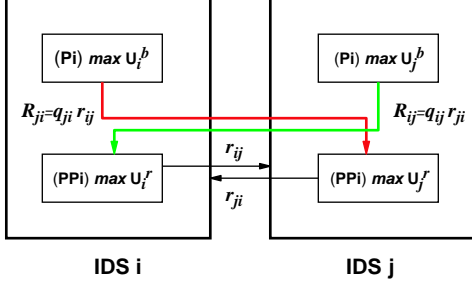 (Pi) max U_i^b
(Pi) max U_j^b
R_ji=q_ji r_ij
R_ij=q_ij r_ji
r_ij
(PPi) max U_i^r
(PPi) max U_j^r
r_ji
IDS i
IDS j